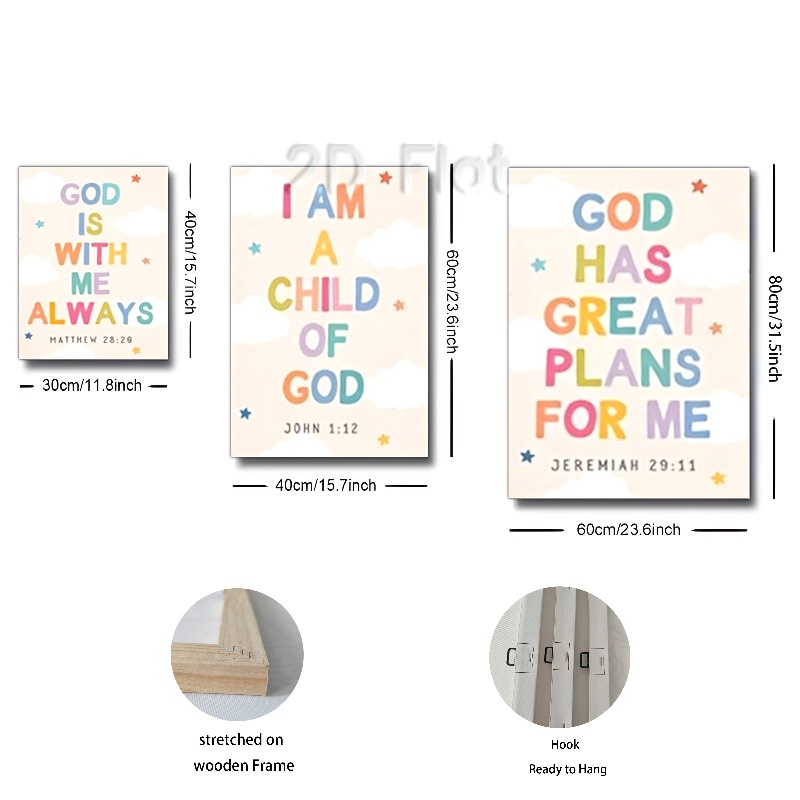 2D Flat
GOD
IS
WITH
ME
ALWAYS
MATTHEW 28:20
40cm/15.7inch
30cm/11.8inch
I AM
A
CHILD
OF
GOD
JOHN 1:12
60cm/23.6inch
40cm/15.7inch
GOD
HAS
GREAT
PLANS
FOR ME
JEREMIAH 29:11
80cm/31.5inch
60cm/23.6inch
stretched on
wooden Frame
Hook
Ready to Hang